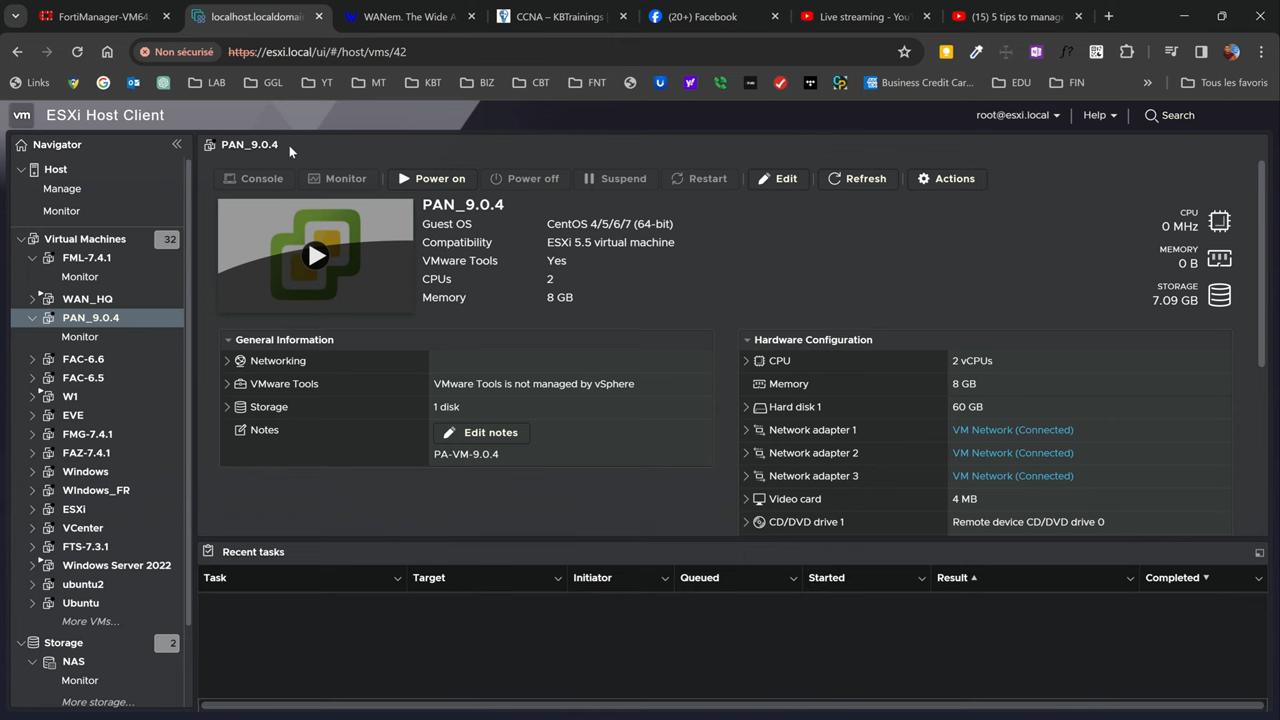 FortiManager-VM64
localhost.localdomai
WANem. The Wide A
CCNA – KBTrainings
(20+) Facebook
Live streaming - You
(15) 5 tips to manage
Non sécurisé
https://esxi.local/ui/#/host/vms/42
Links
LAB
GGL
YT
MT
KBT
BIZ
CBT
FNT
Business Credit Car...
EDU
FIN
Tous les favoris
vm ESXi Host Client
root@esxi.local
Help
Search
Navigator
Host
Manage
Monitor
Virtual Machines 32
FML-7.4.1
Monitor
WAN_HQ
PAN_9.0.4
Monitor
FAC-6.6
FAC-6.5
W1
EVE
FMG-7.4.1
FAZ-7.4.1
Windows
WIndows_FR
ESXi
VCenter
FTS-7.3.1
Windows Server 2022
ubuntu2
Ubuntu
More VMs...
Storage 2
NAS
Monitor
More storage...
PAN_9.0.4
Console
Monitor
Power on
Power off
Suspend
Restart
Edit
Refresh
Actions
PAN_9.0.4
Guest OS CentOS 4/5/6/7 (64-bit)
Compatibility ESXi 5.5 virtual machine
VMware Tools Yes
CPUs 2
Memory 8 GB
CPU
0 MHz
MEMORY
0 B
STORAGE
7.09 GB
General Information
Networking
VMware Tools VMware Tools is not managed by vSphere
Storage 1 disk
Notes Edit notes
PA-VM-9.0.4
Hardware Configuration
CPU 2 vCPUs
Memory 8 GB
Hard disk 1 60 GB
Network adapter 1 VM Network (Connected)
Network adapter 2 VM Network (Connected)
Network adapter 3 VM Network (Connected)
Video card 4 MB
CD/DVD drive 1 Remote device CD/DVD drive 0
Recent tasks
Task Target Initiator Queued Started Result Completed